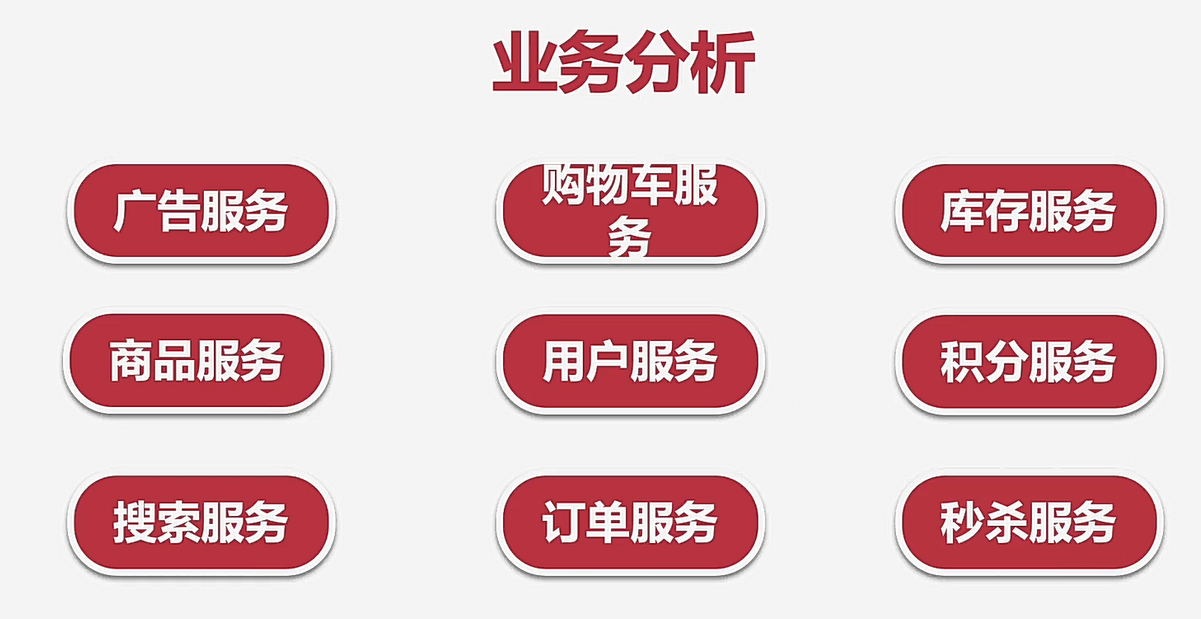 业务分析
广告服务
购物车服
务
库存服务
商品服务
用户服务
积分服务
搜索服务
订单服务
秒杀服务